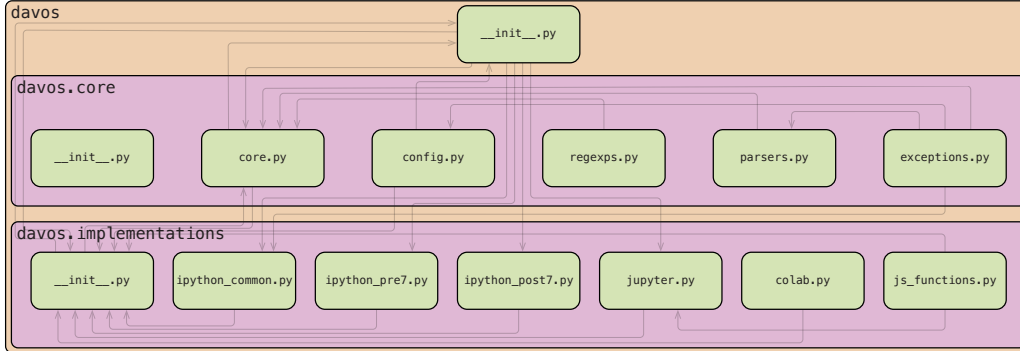 davos
__init__.py
davos.core
__init__.py
core.py
config.py
regexps.py
parsers.py
exceptions.py
davos.implementations
__init__.py
ipython_common.py
ipython_pre7.py
ipython_post7.py
jupyter.py
colab.py
js_functions.py